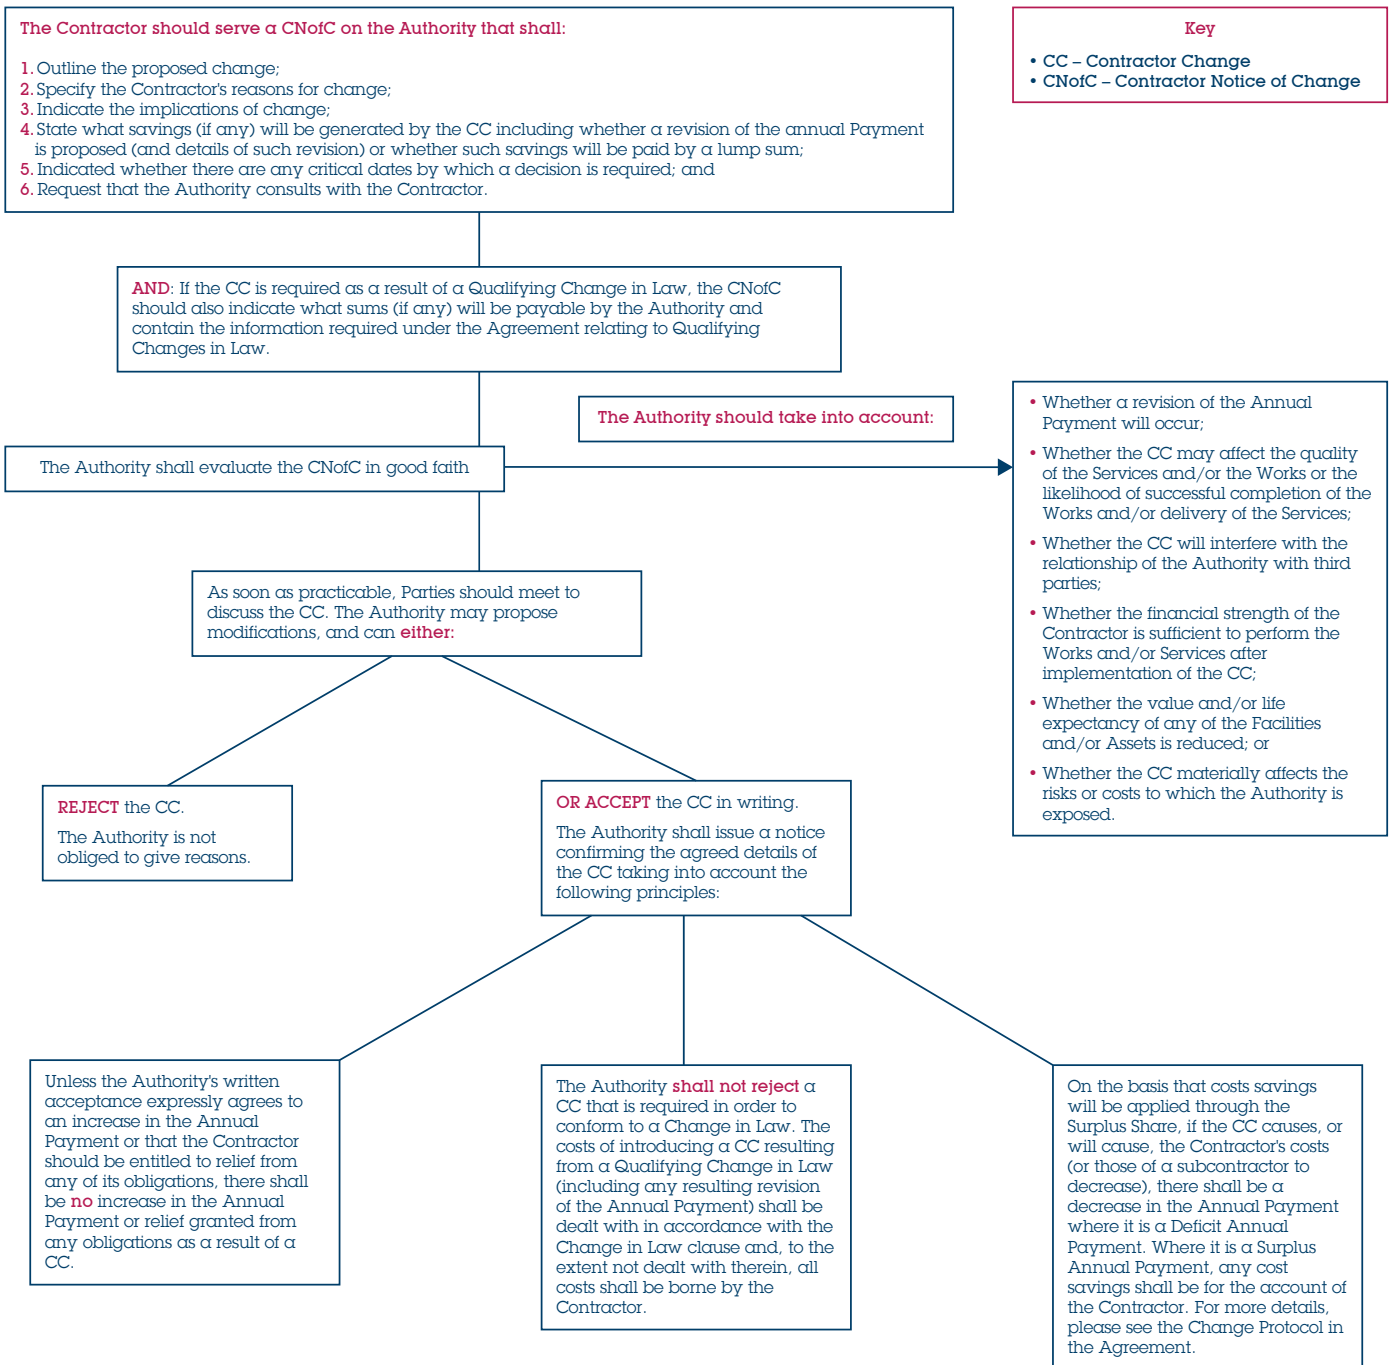 The Contractor should serve a CNofC on the Authority that shall:
1. Outline the proposed change;
2. Specify the Contractor's reasons for change;
3. Indicate the implications of change;
4. State what savings (if any) will be generated by the CC including whether a revision of the annual Payment
is proposed (and details of such revision) or whether such savings will be paid by a lump sum;
5. Indicated whether there are any critical dates by which a decision is required; and
6. Request that the Authority consults with the Contractor.
Key
• CC – Contractor Change
• CNofC – Contractor Notice of Change
AND: If the CC is required as a result of a Qualifying Change in Law, the CNofC
should also indicate what sums (if any) will be payable by the Authority and
contain the information required under the Agreement relating to Qualifying
Changes in Law.
The Authority should take into account:
The Authority shall evaluate the CNofC in good faith
• Whether a revision of the Annual
Payment will occur;
• Whether the CC may affect the quality
of the Services and/or the Works or the
likelihood of successful completion of the
Works and/or delivery of the Services;
• Whether the CC will interfere with the
relationship of the Authority with third
parties;
• Whether the financial strength of the
Contractor is sufficient to perform the
Works and/or Services after
implementation of the CC;
• Whether the value and/or life
expectancy of any of the Facilities
and/or Assets is reduced; or
• Whether the CC materially affects the
risks or costs to which the Authority is
exposed.
As soon as practicable, Parties should meet to
discuss the CC. The Authority may propose
modifications, and can either:
REJECT the CC.
The Authority is not
obliged to give reasons.
OR ACCEPT the CC in writing.
The Authority shall issue a notice
confirming the agreed details of
the CC taking into account the
following principles:
Unless the Authority's written
acceptance expressly agrees to
an increase in the Annual
Payment or that the Contractor
should be entitled to relief from
any of its obligations, there shall
be no increase in the Annual
Payment or relief granted from
any obligations as a result of a
CC.
The Authority shall not reject a
CC that is required in order to
conform to a Change in Law. The
costs of introducing a CC resulting
from a Qualifying Change in Law
(including any resulting revision
of the Annual Payment) shall be
dealt with in accordance with the
Change in Law clause and, to the
extent not dealt with therein, all
costs shall be borne by the
Contractor.
On the basis that costs savings
will be applied through the
Surplus Share, if the CC causes, or
will cause, the Contractor's costs
(or those of a subcontractor to
decrease), there shall be a
decrease in the Annual Payment
where it is a Deficit Annual
Payment. Where it is a Surplus
Annual Payment, any cost
savings shall be for the account of
the Contractor. For more details,
please see the Change Protocol in
the Agreement.